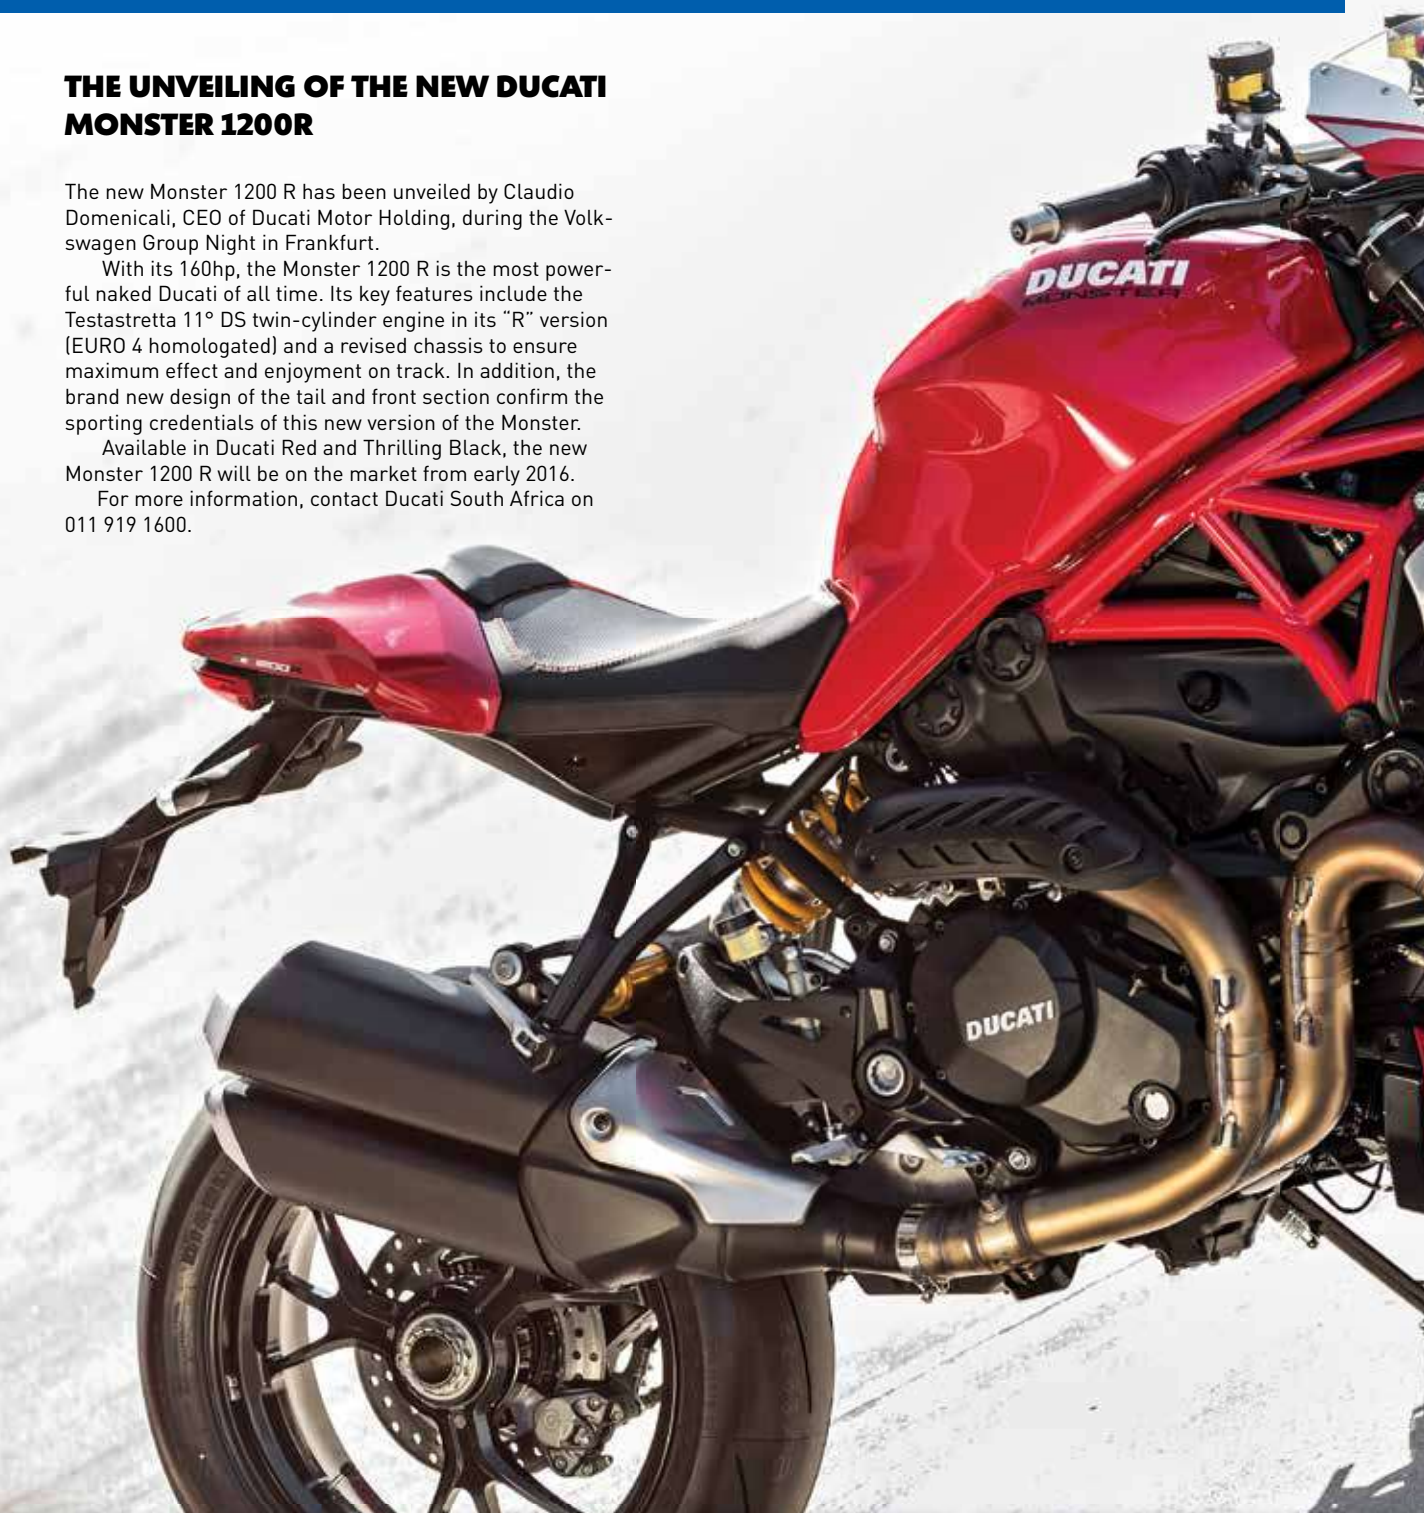 THE UNVEILING OF THE NEW DUCATI
MONSTER 1200R
The new Monster 1200 R has been unveiled by Claudio
Domenicali, CEO of Ducati Motor Holding, during the Volk-
swagen Group Night in Frankfurt.
With its 160hp, the Monster 1200 R is the most power-
ful naked Ducati of all time. Its key features include the
Testastretta 11° DS twin-cylinder engine in its “R” version
(EURO 4 homologated) and a revised chassis to ensure
maximum effect and enjoyment on track. In addition, the
brand new design of the tail and front section confirm the
sporting credentials of this new version of the Monster.
Available in Ducati Red and Thrilling Black, the new
Monster 1200 R will be on the market from early 2016.
For more information, contact Ducati South Africa on
011 919 1600.
DUCATI
MONSTER
DUCATI